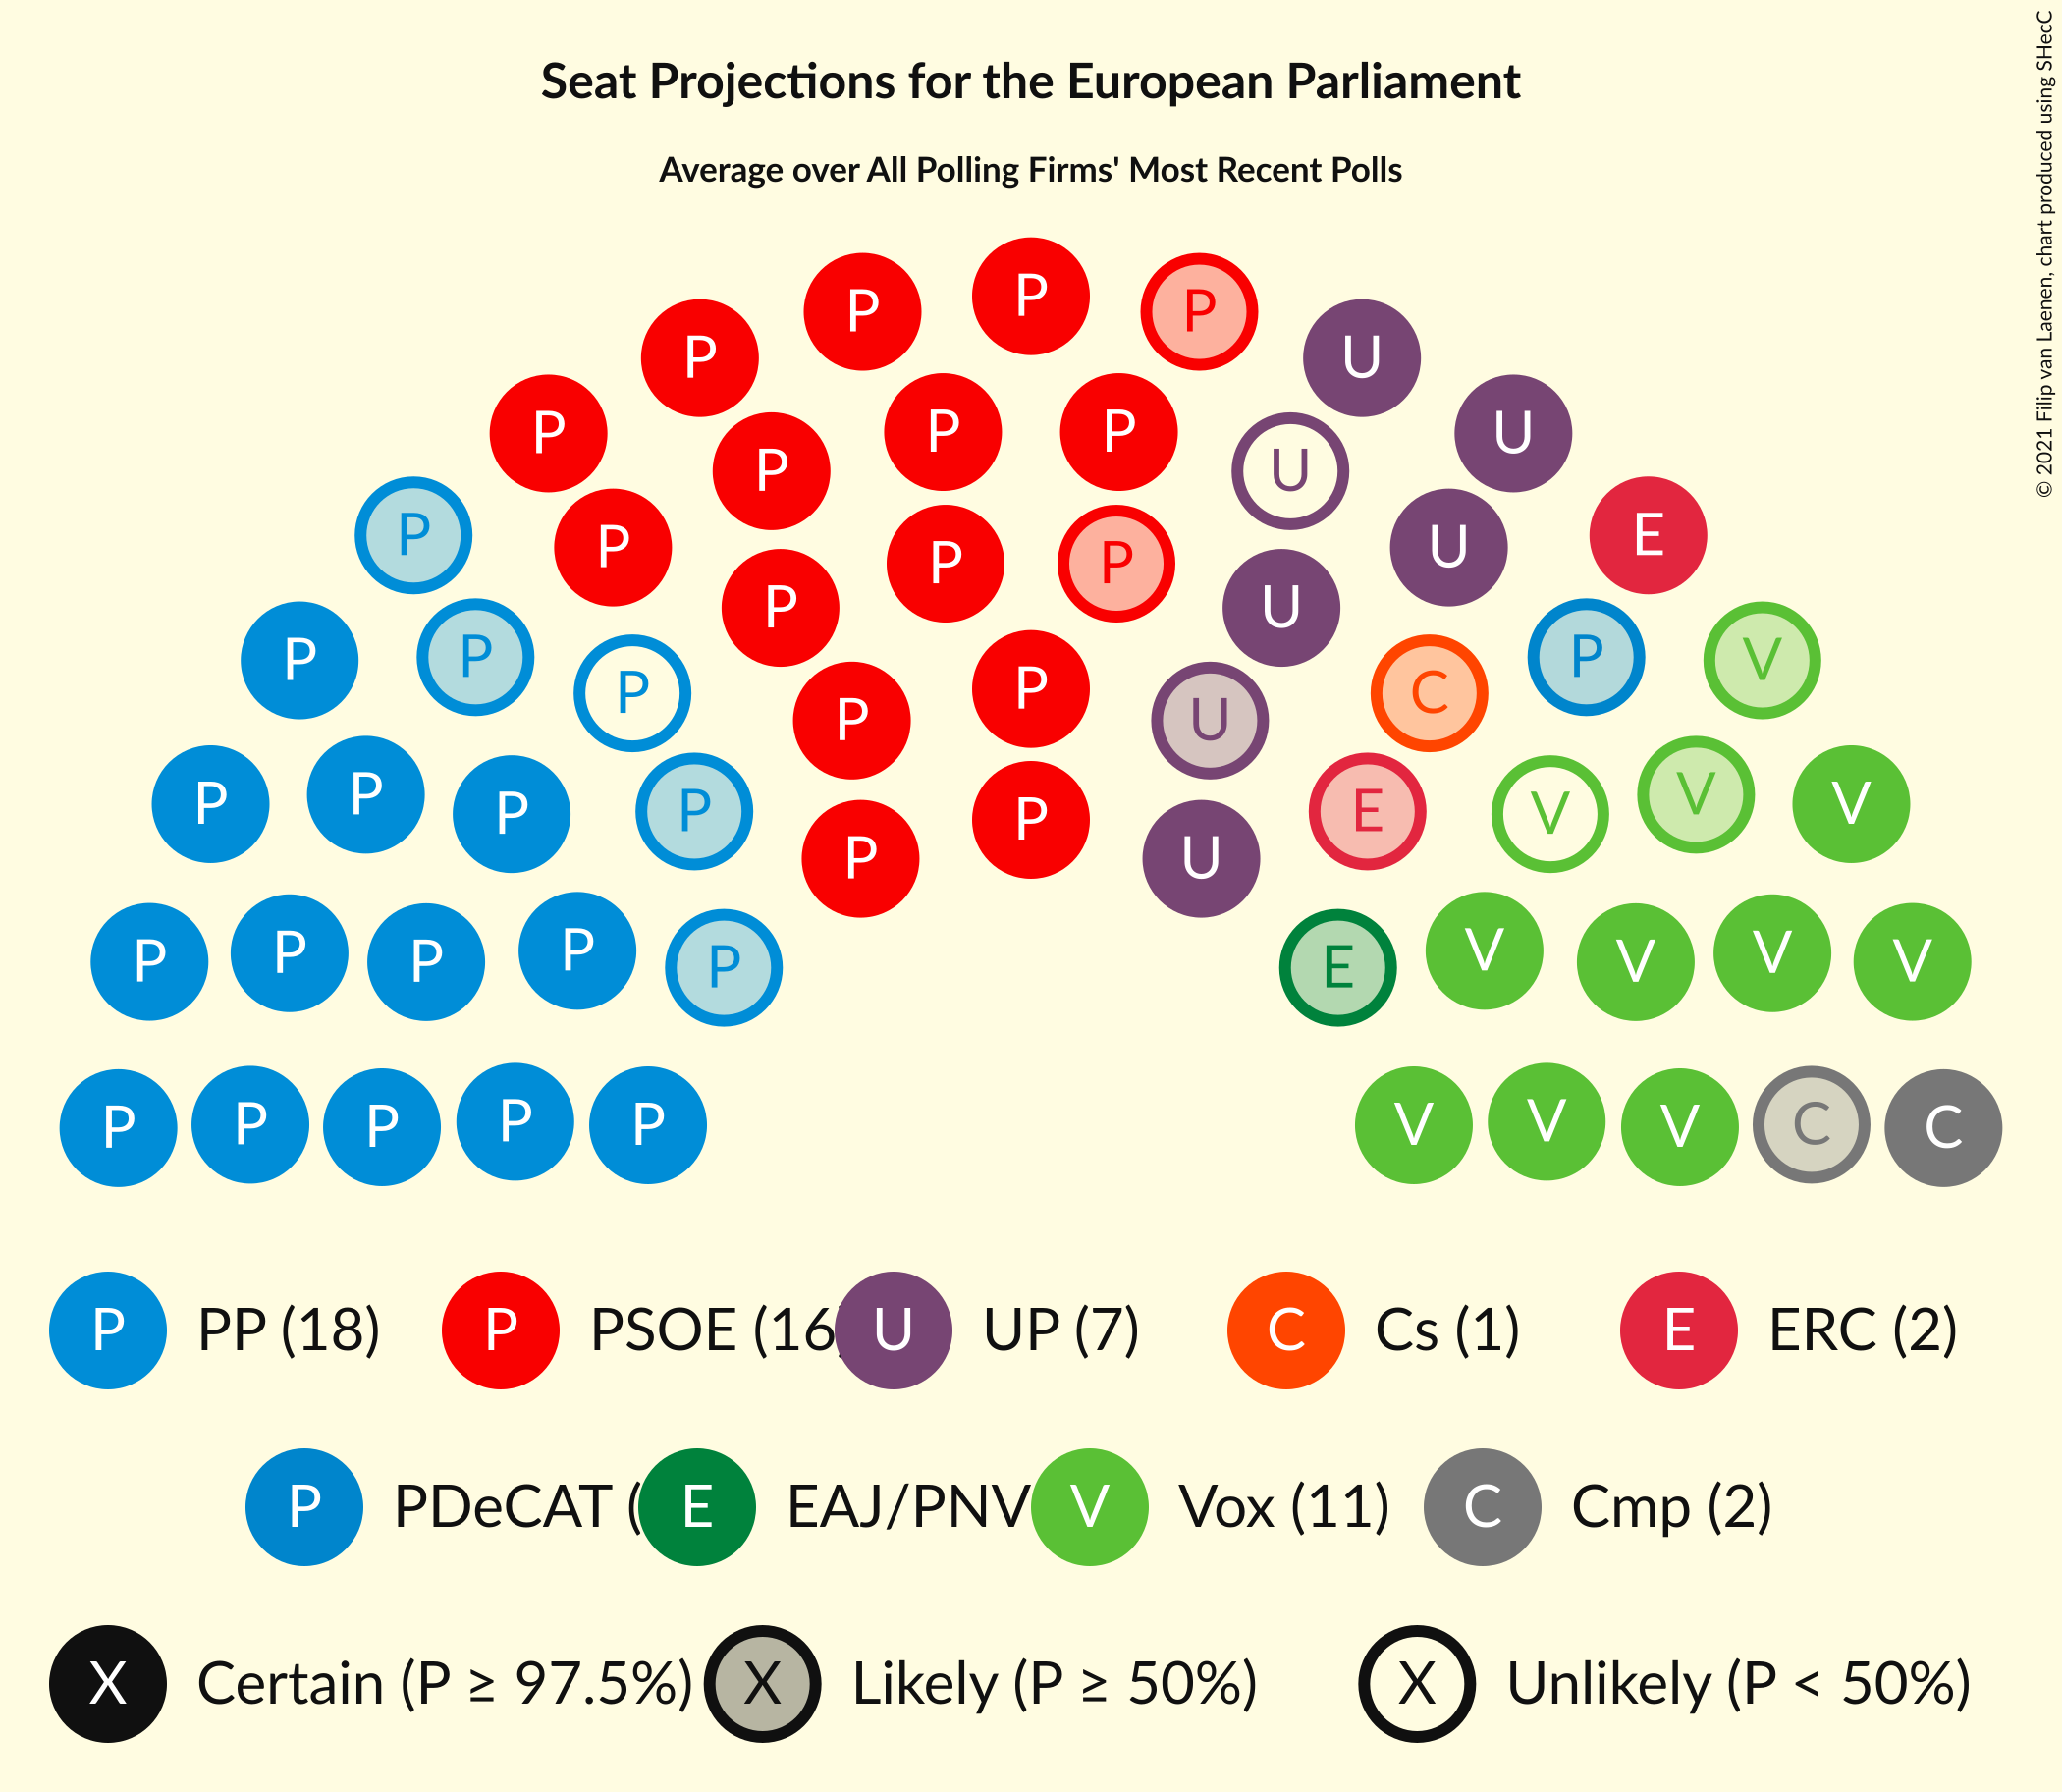 Seat Projections for the European Parliament
Average over All Polling Firms' Most Recent Polls
© 2021 Filip van Laenen, chart produced using SHecC
P P P
P U
P P P U
P U
P P U P P E
P U
P P P V
P P C
P U
P P P P P E V V V
P U
P P P P P E V V V V
P P P P P V V V C C
P PP (18) P PSOE (16 U UP (7) C Cs (1) E ERC (2)
P PDeCAT ( E EAJ/PNV V Vox (11) C Cmp (2)
X Certain (P ≥ 97.5%) X Likely (P ≥ 50%) X Unlikely (P < 50%)